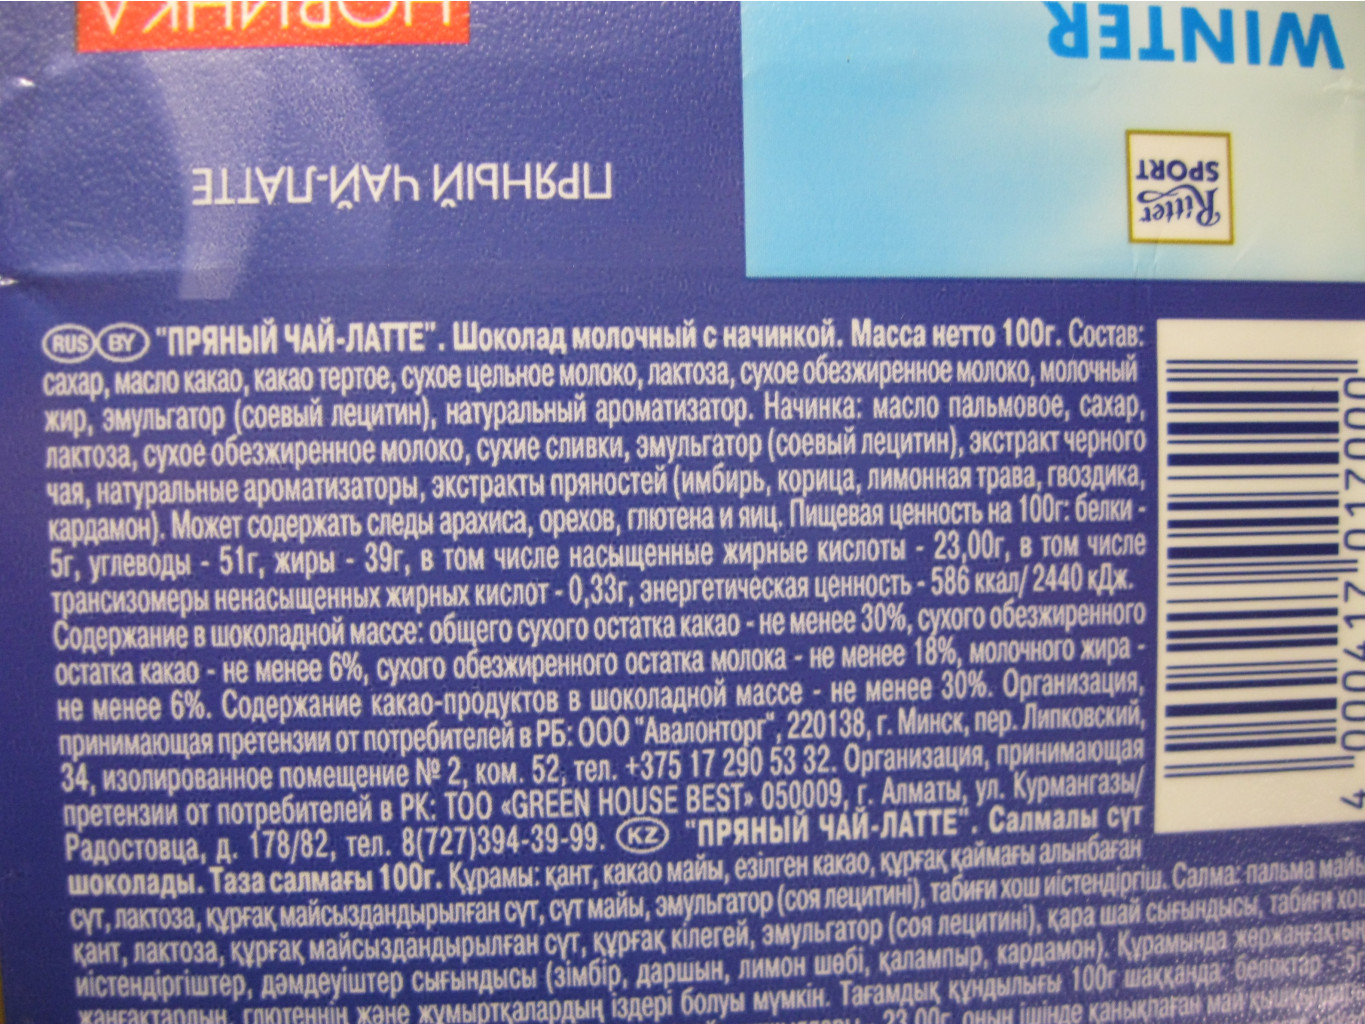 НОВИНКА
WINTER
Ritter
SPORT
ПРЯНЫЙ ЧАЙ-ЛАТТЕ
RUS BY "ПРЯНЫЙ ЧАЙ-ЛАТТЕ". Шоколад молочный с начинкой. Масса нетто 100г. Состав:
сахар, масло какао, какао тертое, сухое цельное молоко, лактоза, сухое обезжиренное молоко, молочный
жир, эмульгатор (соевый лецитин), натуральный ароматизатор. Начинка: масло пальмовое, сахар,
лактоза, сухое обезжиренное молоко, сухие сливки, эмульгатор (соевый лецитин), экстракт черного
чая, натуральные ароматизаторы, экстракты пряностей (имбирь, корица, лимонная трава, гвоздика,
кардамон). Может содержать следы арахиса, орехов, глютена и яиц. Пищевая ценность на 100г: белки -
5г, углеводы - 51г, жиры - 39г, в том числе насыщенные жирные кислоты - 23,00г, в том числе
трансизомеры ненасыщенных жирных кислот - 0,33г, энергетическая ценность - 586 ккал/ 2440 кДж.
Содержание в шоколадной массе: общего сухого остатка какао - не менее 30%, сухого обезжиренного
остатка какао - не менее 6%, сухого обезжиренного остатка молока - не менее 18%, молочного жира -
не менее 6%. Содержание какао-продуктов в шоколадной массе - не менее 30%. Организация,
принимающая претензии от потребителей в РБ: ООО "Авалонторг", 220138, г. Минск, пер. Липковский,
34, изолированное помещение № 2, ком. 52, тел. +375 17 290 53 32. Организация, принимающая
претензии от потребителей в РК: ТОО «GREEN HOUSE BEST» 050009, г. Алматы, ул. Курмангазы/
Радостовца, д. 178/82, тел. 8(727)394-39-99. KZ "ПРЯНЫЙ ЧАЙ-ЛАТТЕ". Салмалы сүт
шоколады. Таза салмағы 100г. Құрамы: қант, какао майы, езілген какао, құрғақ қаймағы алынбаған
сүт, лактоза, құрғақ майсыздандырылған сүт, сүт майы, эмульгатор (соя лецитині), табиғи хош иістендіргіш. Салма: пальма майы
қант, лактоза, құрғақ майсыздандырылған сүт, құрғақ кілегей, эмульгатор (соя лецитині), қара шай сығындысы, табиғи хош
иістендіргіштер, дәмдеуіштер сығындысы (зімбір, даршын, лимон шөбі, қалампыр, кардамон). Құрамында жержаңғақтың
жаңғақтардың, глютеннің және жұмыртқалардың іздері болуы мүмкін. Тағамдық құндылығы 100г шаққанда: белоктар - 5г
23,00г, оның ішінде қанықпаған май
4 000417 017000